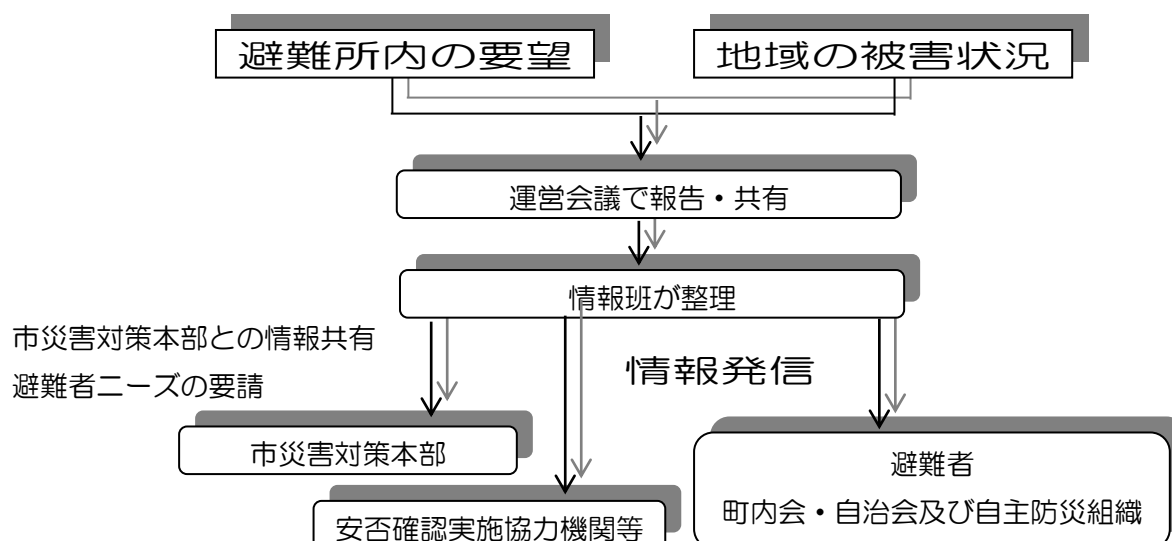 避難所内の要望
地域の被害状況
運営会議で報告・共有
情報班が整理
市災害対策本部との情報共有
避難者ニーズの要請
情報発信
市災害対策本部
避難者
町内会・自治会及び自主防災組織
安否確認実施協力機関等